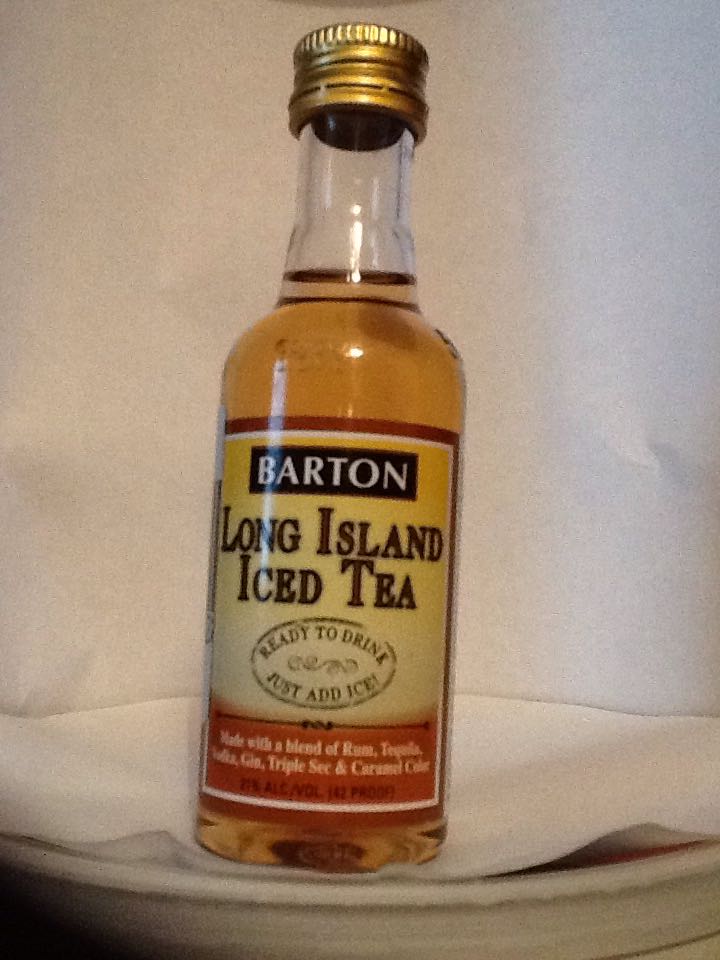 BARTON
LONG ISLAND
ICED TEA
READY TO DRINK
JUST ADD ICE!
Made with a blend of Rum, Tequila,
Vodka, Gin, Triple Sec & Caramel Color
21% ALC/VOL (42 PROOF)